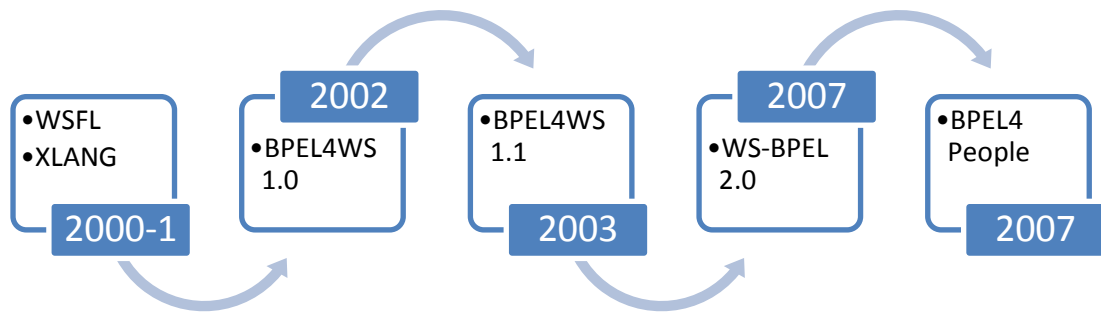 •WSFL
•XLANG
2000-1
2002
•BPEL4WS
1.0
•BPEL4WS
1.1
2003
2007
•WS-BPEL
2.0
•BPEL4
People
2007